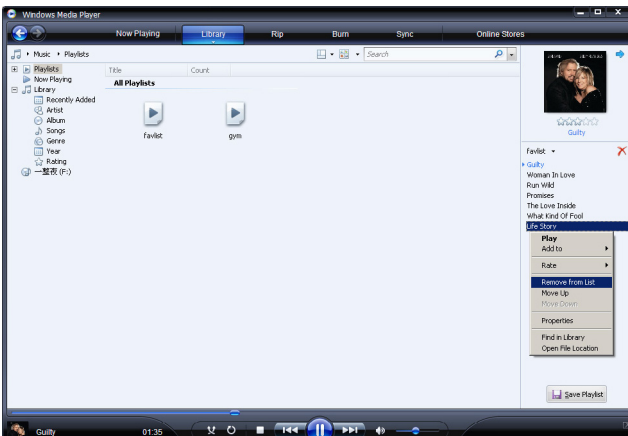 Windows Media Player
Now Playing
Library
Rip
Burn
Sync
Online Stores
Music Playlists
Search
Playlists
Now Playing
Library
Recently Added
Artist
Album
Songs
Genre
Year
Rating
一整夜 (F:)
Title Count
All Playlists
favlist
gym
Guilty
favlist
Guilty
Woman In Love
Run Wild
Promises
The Love Inside
What Kind Of Fool
Life Story
Play
Add to
Rate
Remove from List
Move Up
Move Down
Properties
Find in Library
Open File Location
Save Playlist
Guilty
01:35